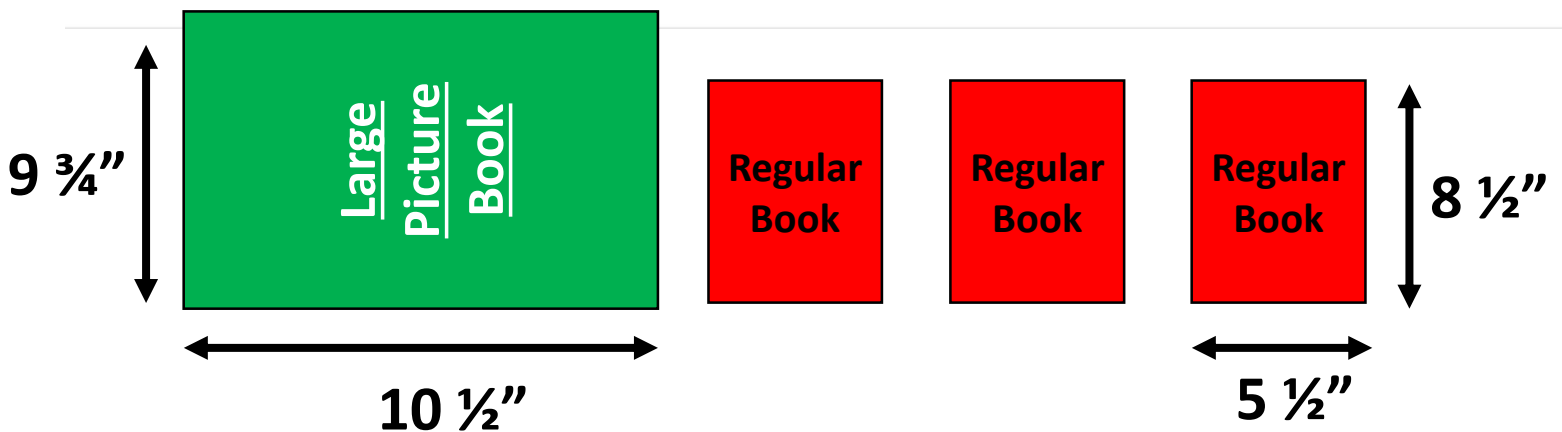 9 ¾”
Large
Picture
Book
10 ½”
Regular
Book
Regular
Book
Regular
Book
8 ½”
5 ½”